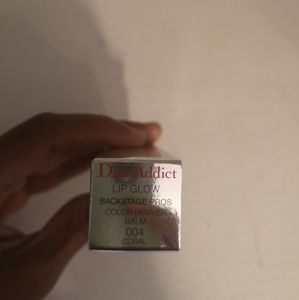 Dior Addict
LIP GLOW
BACKSTAGE PROS
COLOR REVIVER
BALM
004
CORAL